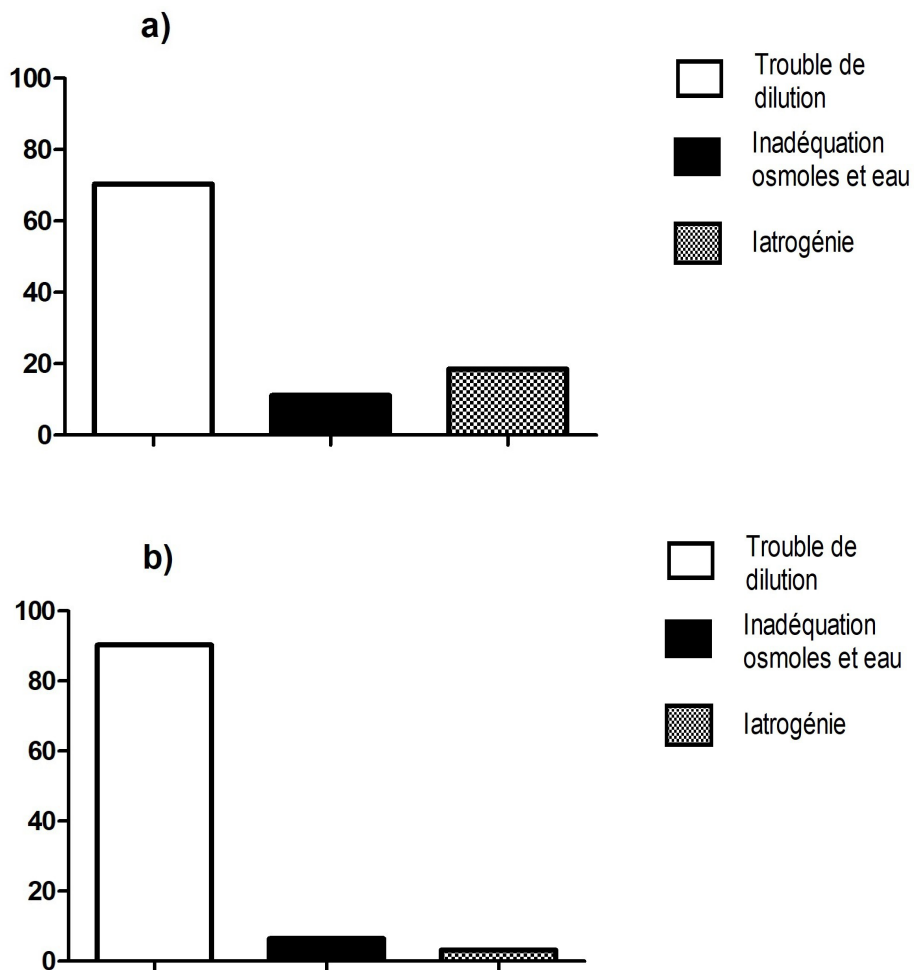 a)
100
80
60
40
20
0
Trouble de
dilution
Inadéquation
osmoles et eau
Iatrogénie
b)
100
80
60
40
20
0
Trouble de
dilution
Inadéquation
osmoles et eau
Iatrogénie